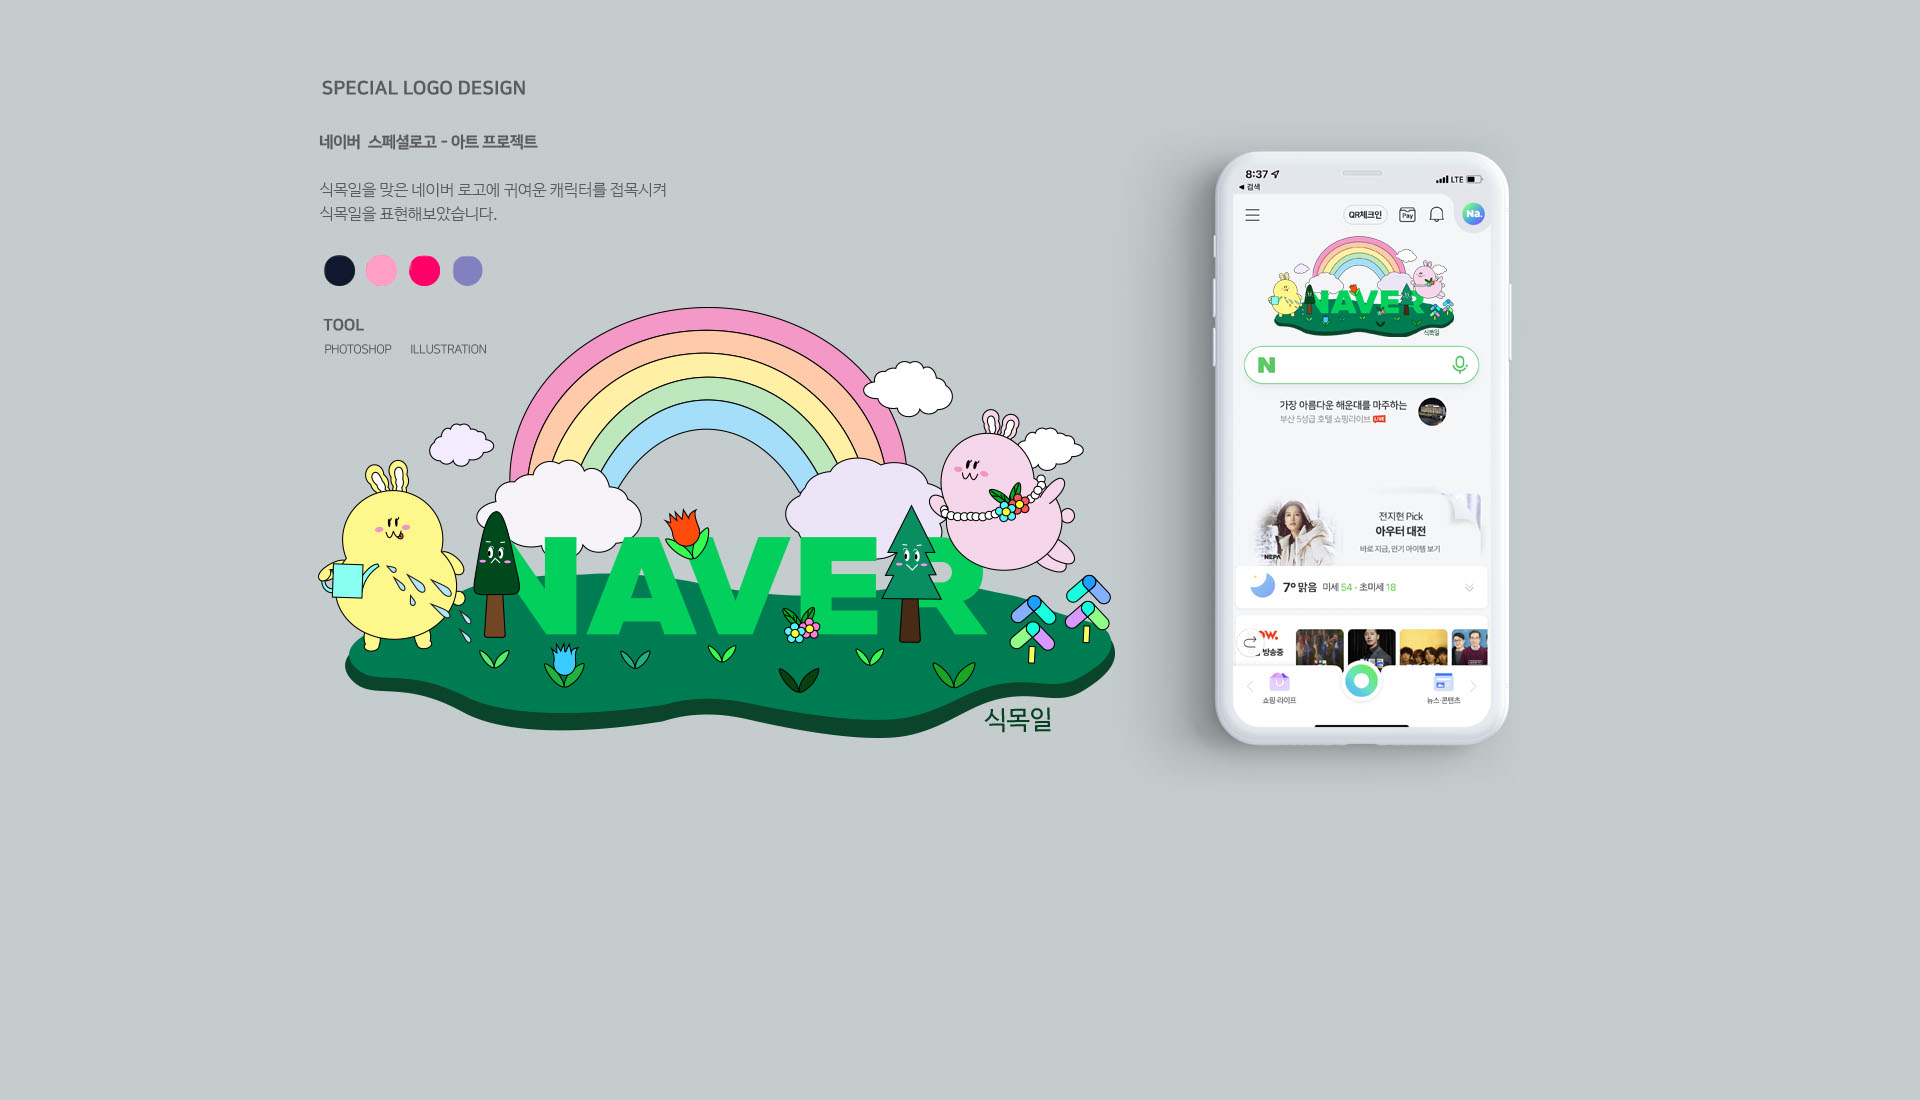 SPECIAL LOGO DESIGN
네이버 스페셜로고 - 아트 프로젝트
식목일을 맞은 네이버 로고에 귀여운 캐릭터를 접목시켜
식목일을 표현해보았습니다.
TOOL
PHOTOSHOP ILLUSTRATION
NAVER
식목일
8:37
LTE
◀ 검색
QR체크인
Pay
Na.
NAVER
식목일
N
가장 아름다운 해운대를 마주하는
부산 5성급 호텔 쇼핑라이브 LIVE
전지현 Pick
아우터 대전
바로 지금, 인기 아이템 보기
NEPA
7° 맑음 미세 54 · 초미세 18
방송중
쇼핑·라이프
뉴스·콘텐츠